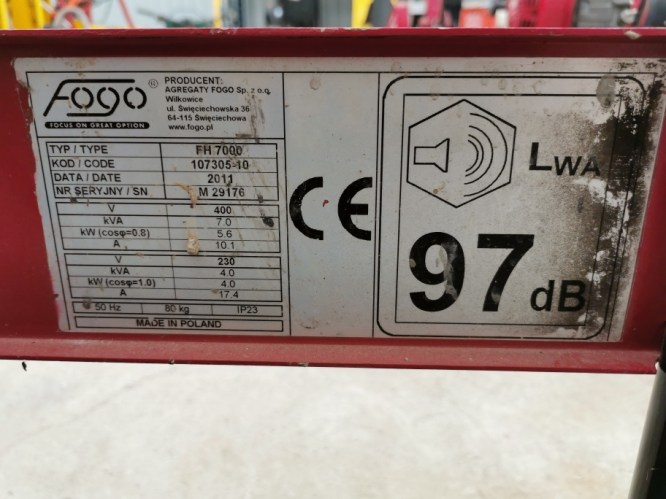 Fogo®
FOCUS ON GREAT OPTION
PRODUCENT:
AGREGATY FOGO Sp. z o.o.
Wilkowice
ul. Święciechowska 36
64-115 Święciechowa
www.fogo.pl
TYP / TYPE FH 7000
KOD / CODE 107305-10
DATA / DATE 2011
NR SERYJNY / SN M 29176
V 400
kVA 7.0
kW (cosφ=0.8) 5.6
A 10.1
V 230
kVA 4.0
kW (cosφ=1.0) 4.0
A 17.4
50 Hz 80 kg IP23
MADE IN POLAND
CE
LWA
97 dB